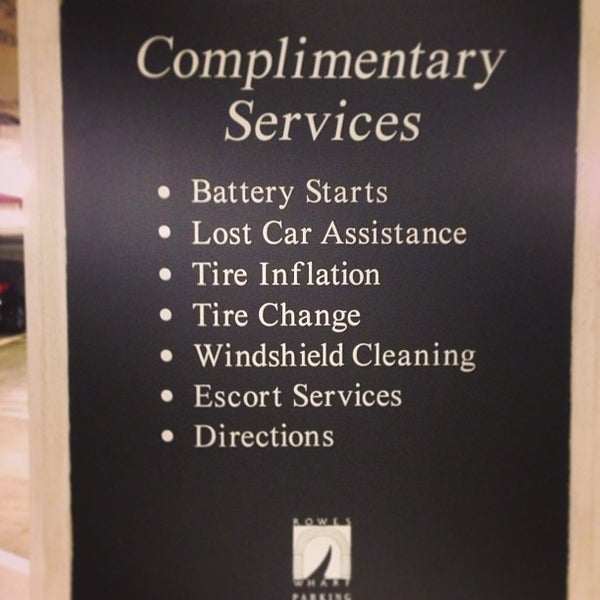 Complimentary
Services
• Battery Starts
• Lost Car Assistance
• Tire Inflation
• Tire Change
• Windshield Cleaning
• Escort Services
• Directions
ROWES
WHARF
PARKING